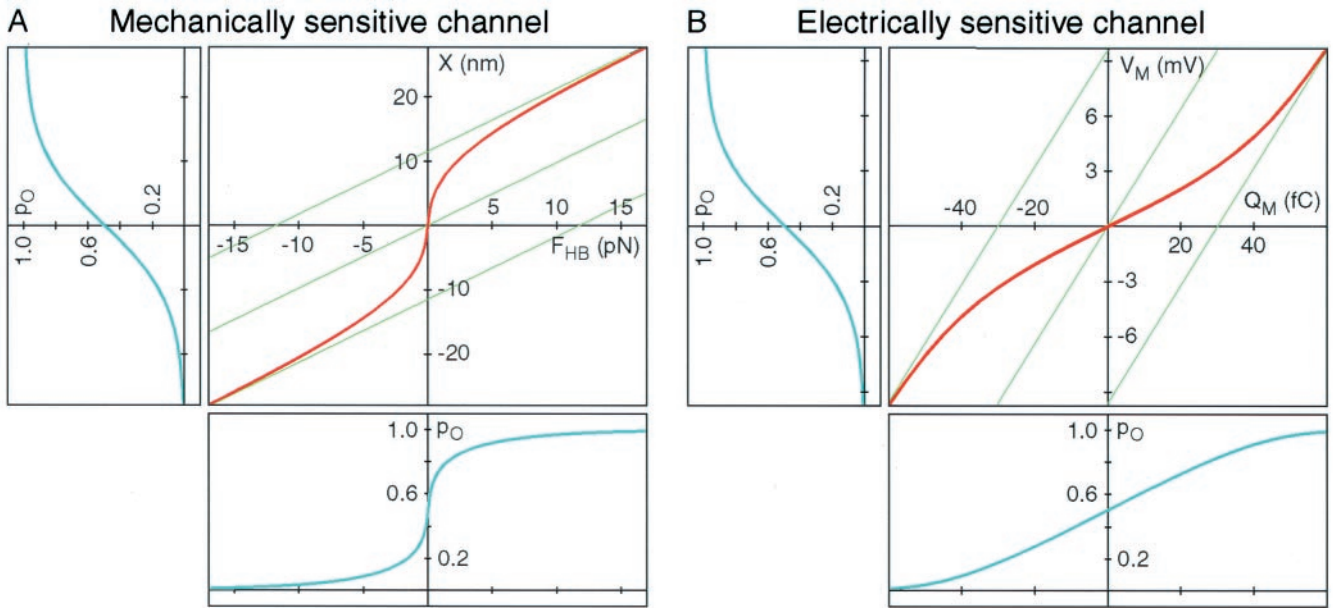 A Mechanically sensitive channel
X (nm)
20
10
5 10 15
-15 -10 -5
F_HB (pN)
-10
-20
p_O
0.2
1.0
0.6
1.0 p_O
0.6
0.2
B Electrically sensitive channel
V_M (mV)
9
3
-40 -20
Q_M (fC)
20 40
-3
-6
p_O
0.2
1.0
0.6
1.0 p_O
0.6
0.2